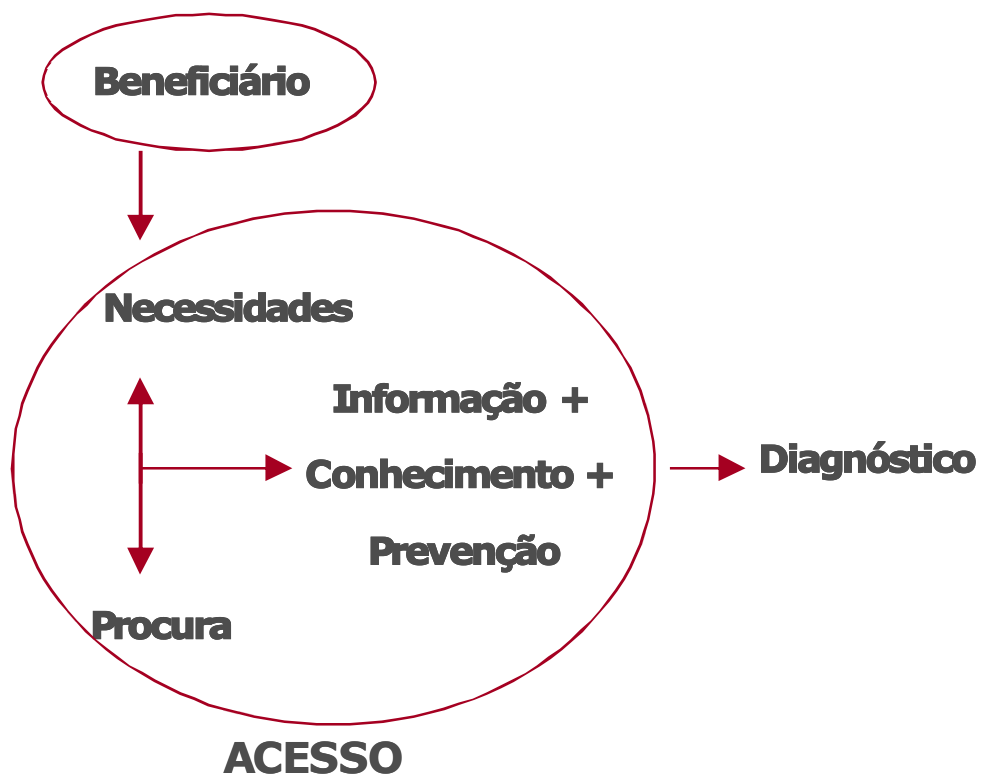 Beneficiário
Necessidades
Informação +
Conhecimento +
Prevenção
Diagnóstico
Procura
ACESSO